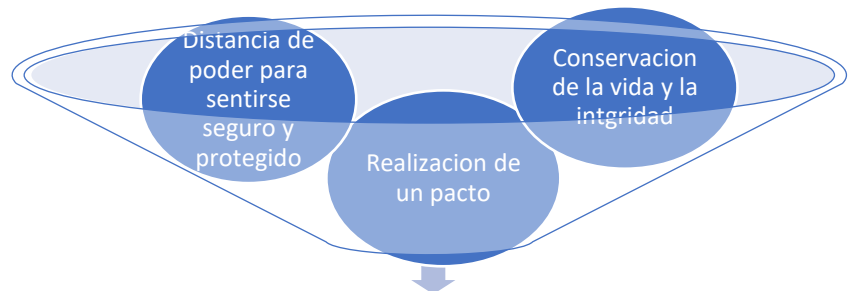 Distancia de
poder para
sentirse
seguro y
protegido
Conservacion
de la vida y la
intgridad
Realizacion de
un pacto